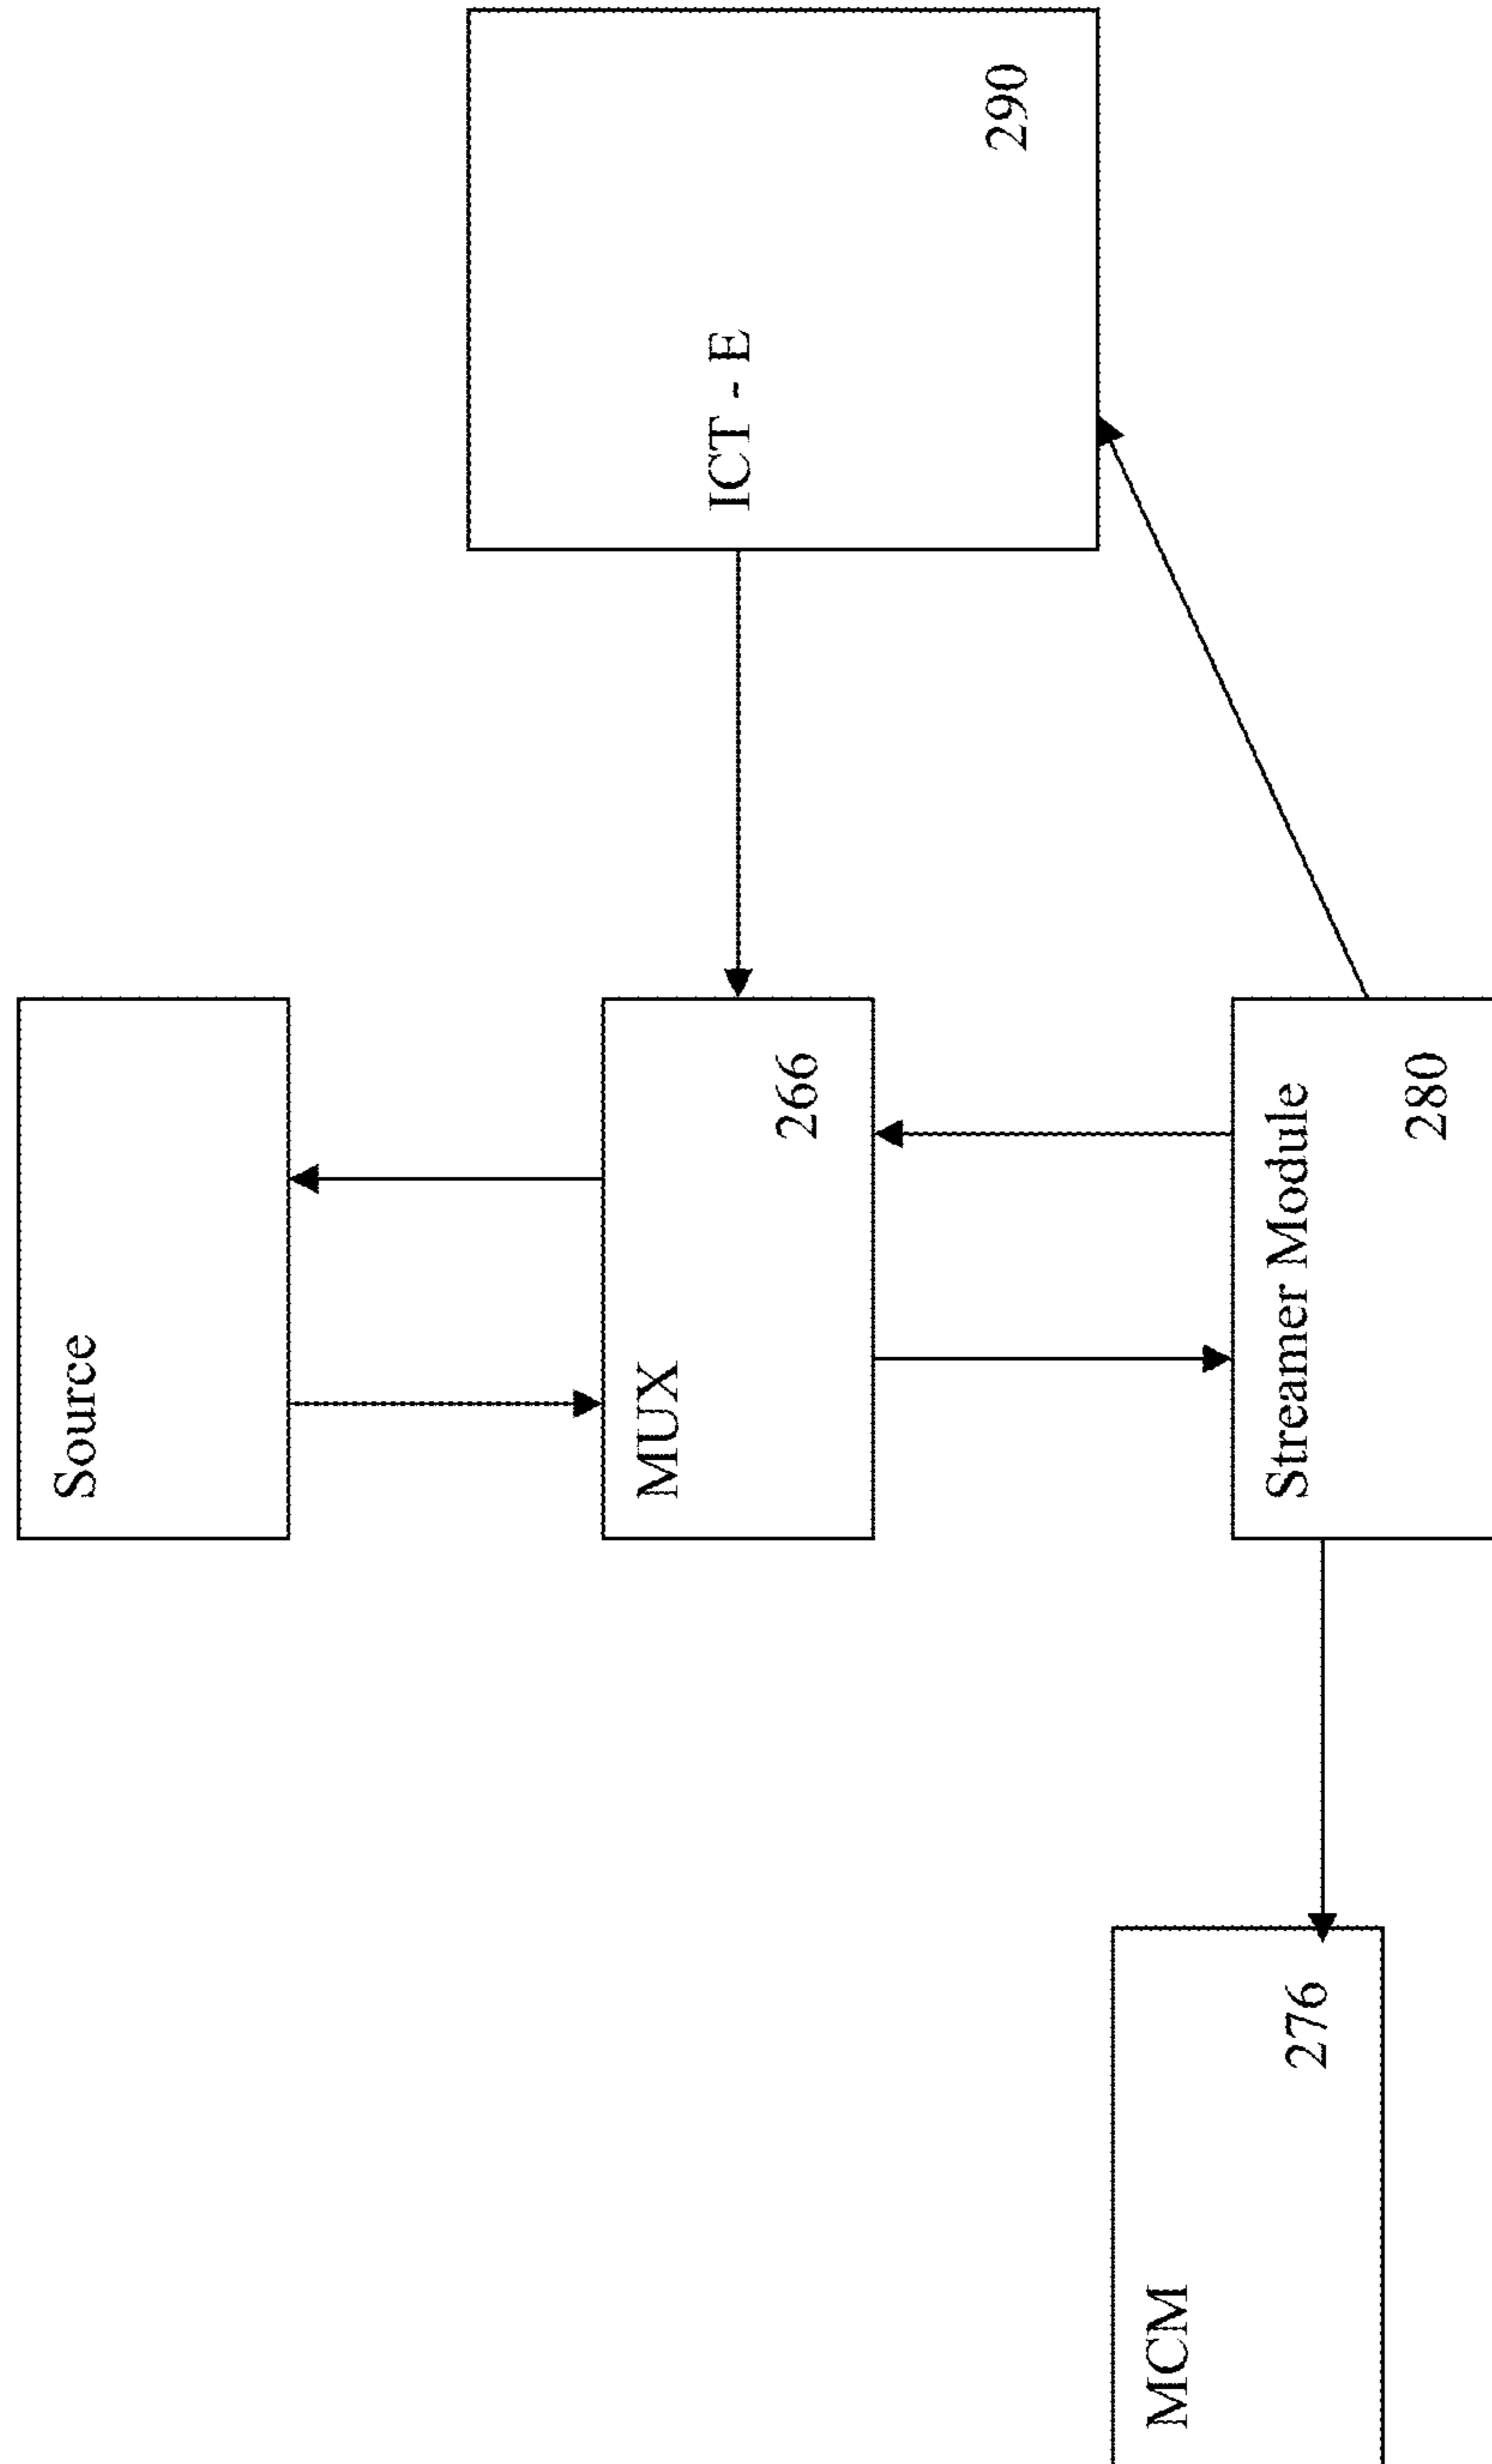 Source
MUX
266
Streamer Module
280
MCM
276
ICT - E
290